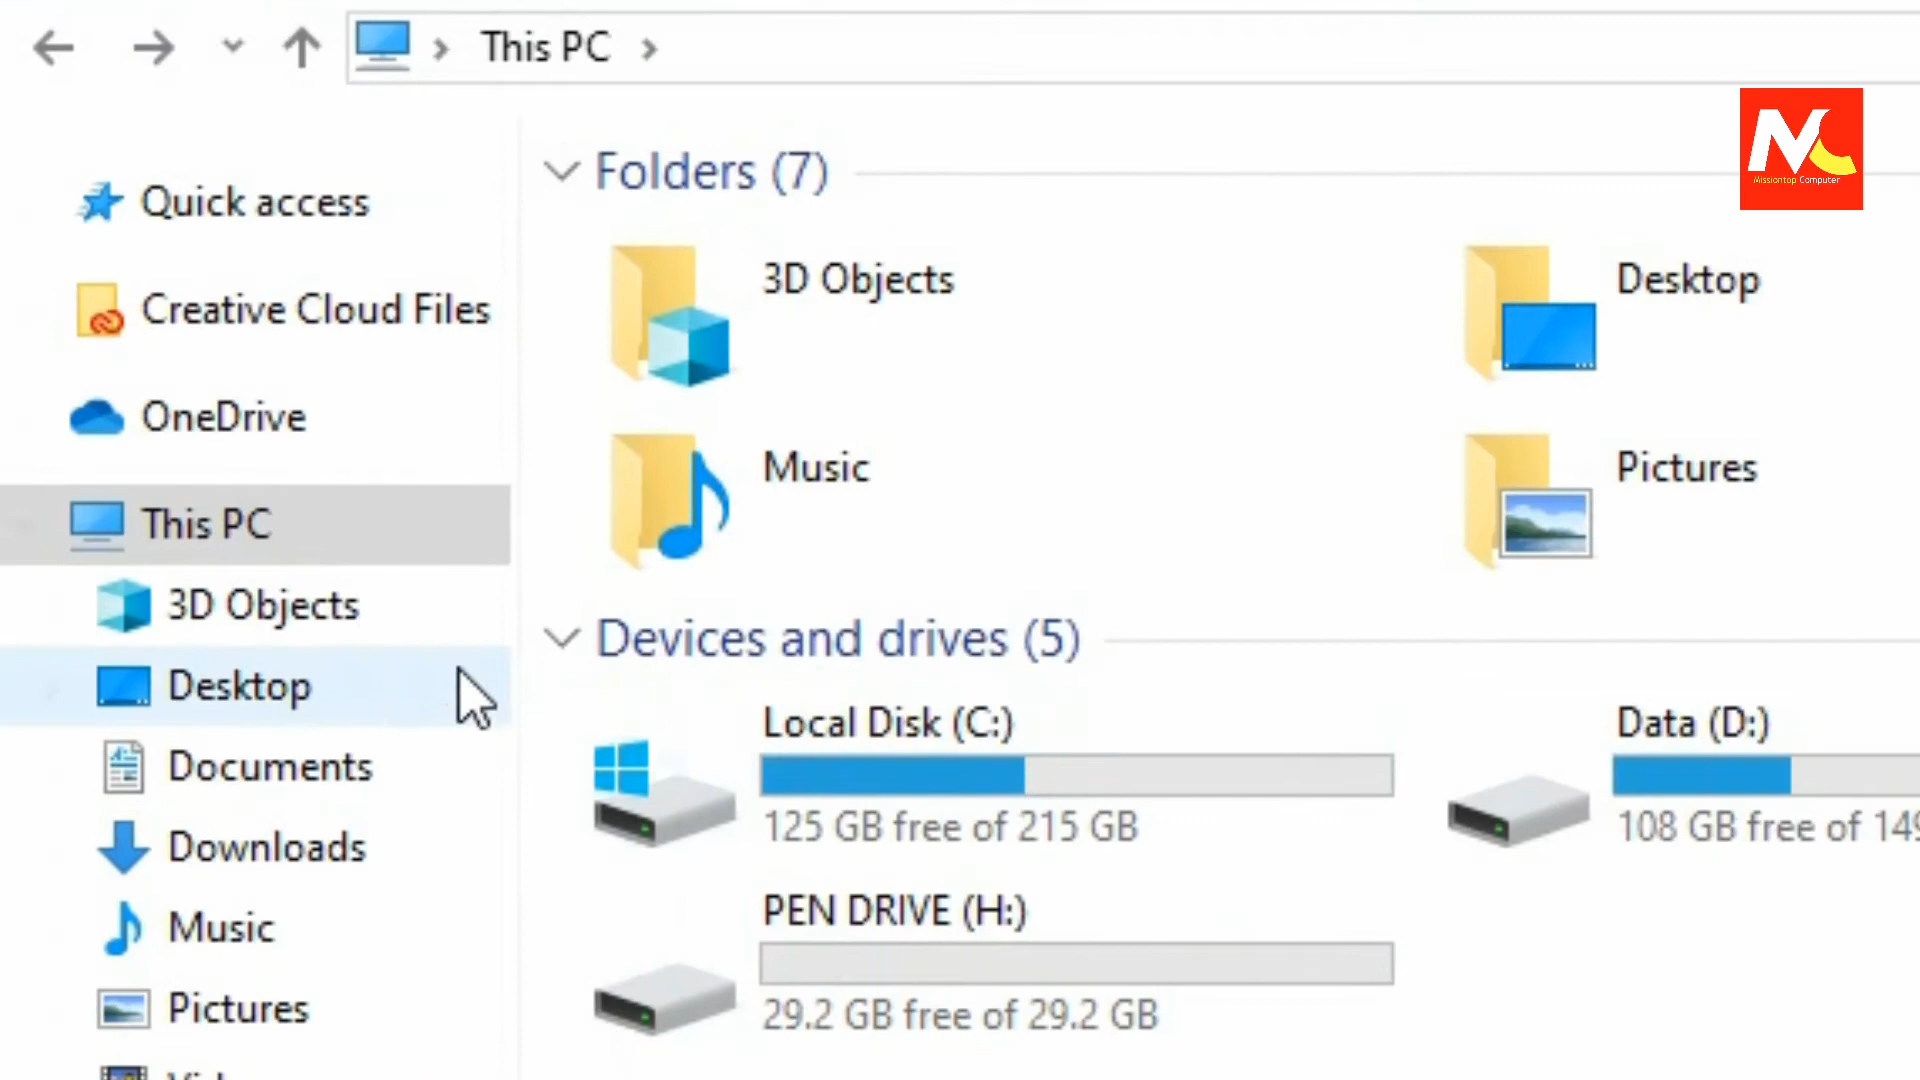 This PC
Quick access
Creative Cloud Files
OneDrive
This PC
3D Objects
Desktop
Documents
Downloads
Music
Pictures
Folders (7)
3D Objects
Desktop
Music
Pictures
Devices and drives (5)
Local Disk (C:)
125 GB free of 215 GB
Data (D:)
108 GB free of 149
PEN DRIVE (H:)
29.2 GB free of 29.2 GB
MC
Missiontop Computer